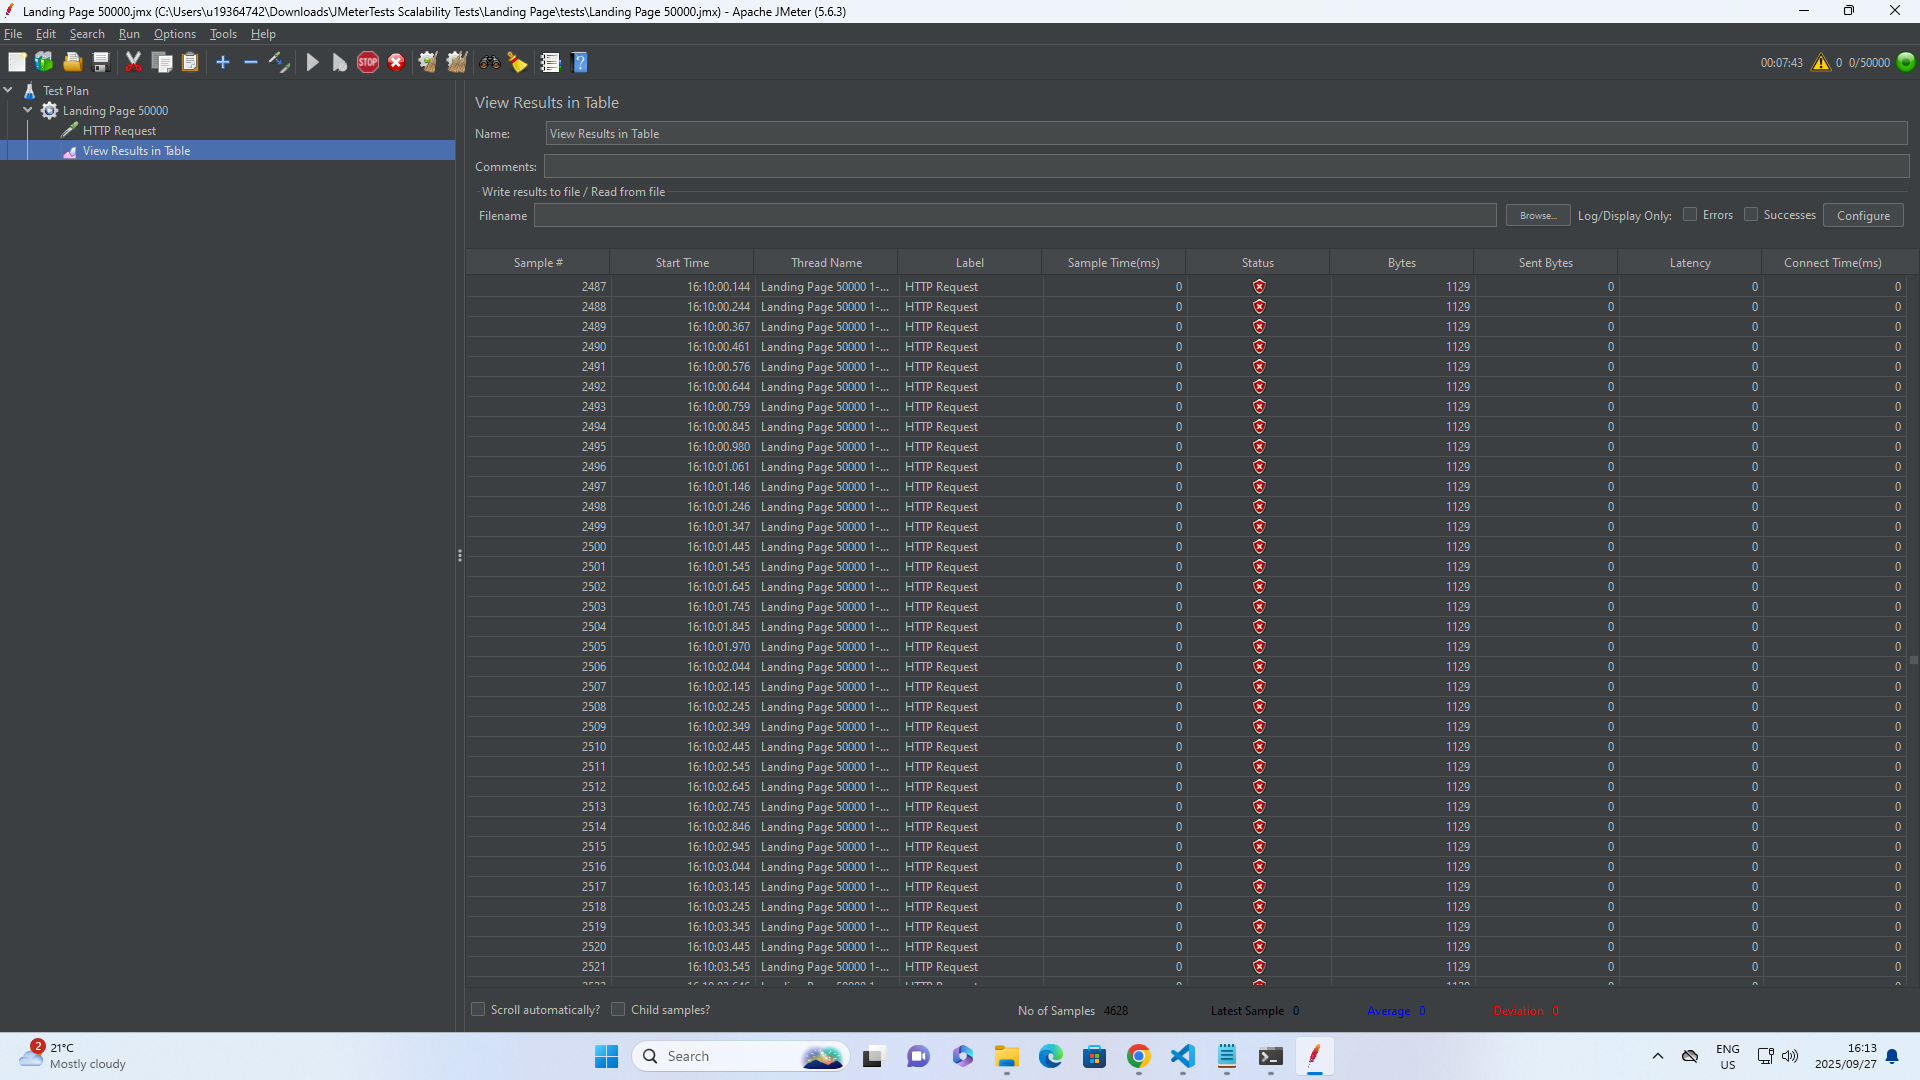 Landing Page 50000.jmx (C:\Users\u19364742\Downloads\JMeterTests Scalability Tests\Landing Page\tests\Landing Page 50000.jmx) - Apache JMeter (5.6.3)
File Edit Search Run Options Tools Help
STOP 00:07:43 0 0/50000
Test Plan
Landing Page 50000
HTTP Request
View Results in Table
View Results in Table
Name: View Results in Table
Comments:
Write results to file / Read from file
Filename Browse... Log/Display Only: Errors Successes Configure
Sample # Start Time Thread Name Label Sample Time(ms) Status Bytes Sent Bytes Latency Connect Time(ms)
2487 16:10:00.144 Landing Page 50000 1-... HTTP Request 0 1129 0 0 0
2488 16:10:00.244 Landing Page 50000 1-... HTTP Request 0 1129 0 0 0
2489 16:10:00.367 Landing Page 50000 1-... HTTP Request 0 1129 0 0 0
2490 16:10:00.461 Landing Page 50000 1-... HTTP Request 0 1129 0 0 0
2491 16:10:00.576 Landing Page 50000 1-... HTTP Request 0 1129 0 0 0
2492 16:10:00.644 Landing Page 50000 1-... HTTP Request 0 1129 0 0 0
2493 16:10:00.759 Landing Page 50000 1-... HTTP Request 0 1129 0 0 0
2494 16:10:00.845 Landing Page 50000 1-... HTTP Request 0 1129 0 0 0
2495 16:10:00.980 Landing Page 50000 1-... HTTP Request 0 1129 0 0 0
2496 16:10:01.061 Landing Page 50000 1-... HTTP Request 0 1129 0 0 0
2497 16:10:01.146 Landing Page 50000 1-... HTTP Request 0 1129 0 0 0
2498 16:10:01.246 Landing Page 50000 1-... HTTP Request 0 1129 0 0 0
2499 16:10:01.347 Landing Page 50000 1-... HTTP Request 0 1129 0 0 0
2500 16:10:01.445 Landing Page 50000 1-... HTTP Request 0 1129 0 0 0
2501 16:10:01.545 Landing Page 50000 1-... HTTP Request 0 1129 0 0 0
2502 16:10:01.645 Landing Page 50000 1-... HTTP Request 0 1129 0 0 0
2503 16:10:01.745 Landing Page 50000 1-... HTTP Request 0 1129 0 0 0
2504 16:10:01.845 Landing Page 50000 1-... HTTP Request 0 1129 0 0 0
2505 16:10:01.970 Landing Page 50000 1-... HTTP Request 0 1129 0 0 0
2506 16:10:02.044 Landing Page 50000 1-... HTTP Request 0 1129 0 0 0
2507 16:10:02.145 Landing Page 50000 1-... HTTP Request 0 1129 0 0 0
2508 16:10:02.245 Landing Page 50000 1-... HTTP Request 0 1129 0 0 0
2509 16:10:02.349 Landing Page 50000 1-... HTTP Request 0 1129 0 0 0
2510 16:10:02.445 Landing Page 50000 1-... HTTP Request 0 1129 0 0 0
2511 16:10:02.545 Landing Page 50000 1-... HTTP Request 0 1129 0 0 0
2512 16:10:02.645 Landing Page 50000 1-... HTTP Request 0 1129 0 0 0
2513 16:10:02.745 Landing Page 50000 1-... HTTP Request 0 1129 0 0 0
2514 16:10:02.846 Landing Page 50000 1-... HTTP Request 0 1129 0 0 0
2515 16:10:02.945 Landing Page 50000 1-... HTTP Request 0 1129 0 0 0
2516 16:10:03.044 Landing Page 50000 1-... HTTP Request 0 1129 0 0 0
2517 16:10:03.145 Landing Page 50000 1-... HTTP Request 0 1129 0 0 0
2518 16:10:03.245 Landing Page 50000 1-... HTTP Request 0 1129 0 0 0
2519 16:10:03.345 Landing Page 50000 1-... HTTP Request 0 1129 0 0 0
2520 16:10:03.445 Landing Page 50000 1-... HTTP Request 0 1129 0 0 0
2521 16:10:03.545 Landing Page 50000 1-... HTTP Request 0 1129 0 0 0
Scroll automatically? Child samples? No of Samples 4628 Latest Sample 0 Average 0 Deviation 0
2 21°C
Mostly cloudy
Search
ENG
US
16:13
2025/09/27